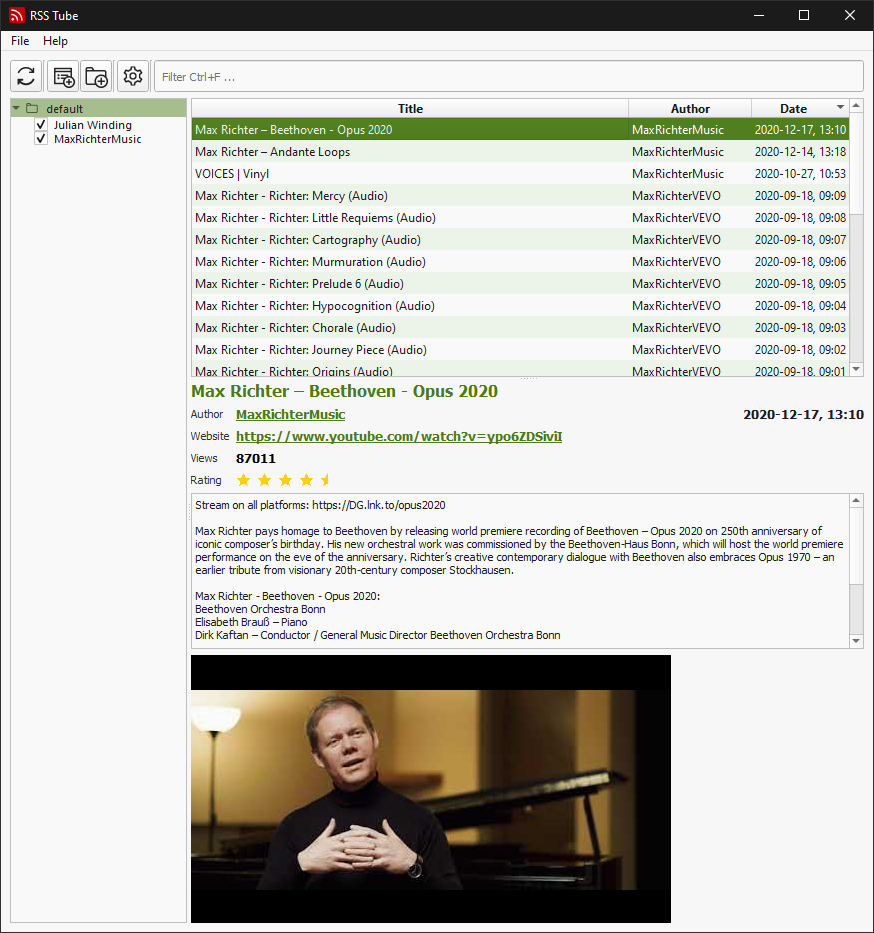 RSS Tube
File Help
Filter Ctrl+F ...
default
Julian Winding
MaxRichterMusic
Title Author Date
Max Richter – Beethoven - Opus 2020 MaxRichterMusic 2020-12-17, 13:10
Max Richter – Andante Loops MaxRichterMusic 2020-12-14, 13:18
VOICES | Vinyl MaxRichterMusic 2020-10-27, 10:53
Max Richter - Richter: Mercy (Audio) MaxRichterVEVO 2020-09-18, 09:09
Max Richter - Richter: Little Requiems (Audio) MaxRichterVEVO 2020-09-18, 09:08
Max Richter - Richter: Cartography (Audio) MaxRichterVEVO 2020-09-18, 09:07
Max Richter - Richter: Murmuration (Audio) MaxRichterVEVO 2020-09-18, 09:06
Max Richter - Richter: Prelude 6 (Audio) MaxRichterVEVO 2020-09-18, 09:05
Max Richter - Richter: Hypocognition (Audio) MaxRichterVEVO 2020-09-18, 09:04
Max Richter - Richter: Chorale (Audio) MaxRichterVEVO 2020-09-18, 09:03
Max Richter - Richter: Journey Piece (Audio) MaxRichterVEVO 2020-09-18, 09:02
Max Richter - Richter: Origins (Audio) MaxRichterVEVO 2020-09-18, 09:01
Max Richter – Beethoven - Opus 2020
Author MaxRichterMusic 2020-12-17, 13:10
Website https://www.youtube.com/watch?v=ypo6ZDSiviI
Views 87011
Rating
Stream on all platforms: https://DG.lnk.to/opus2020
Max Richter pays homage to Beethoven by releasing world premiere recording of Beethoven – Opus 2020 on 250th anniversary of
iconic composer's birthday. His new orchestral work was commissioned by the Beethoven-Haus Bonn, which will host the world premiere
performance on the eve of the anniversary. Richter's creative contemporary dialogue with Beethoven also embraces Opus 1970 – an
earlier tribute from visionary 20th-century composer Stockhausen.
Max Richter - Beethoven - Opus 2020:
Beethoven Orchestra Bonn
Elisabeth Brauß – Piano
Dirk Kaftan – Conductor / General Music Director Beethoven Orchestra Bonn